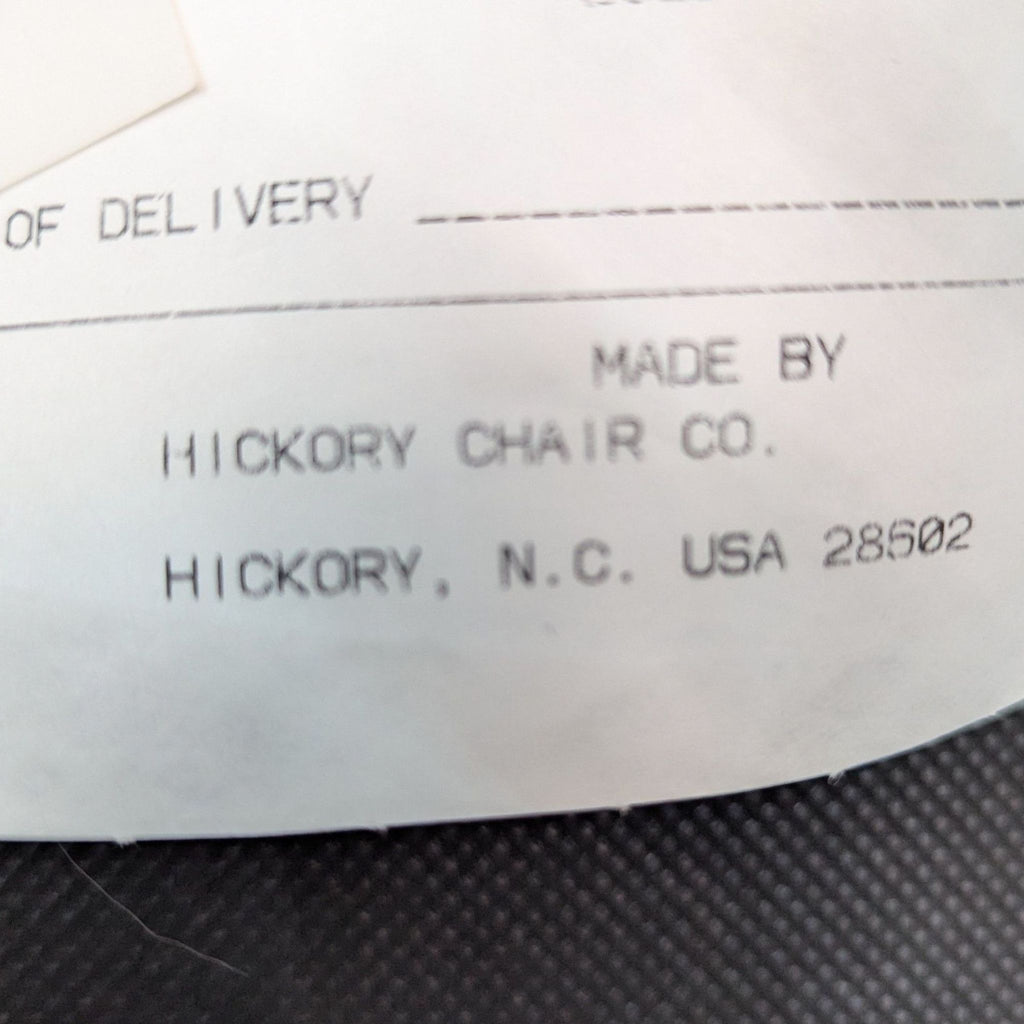 OF DELIVERY
MADE BY
HICKORY CHAIR CO.
HICKORY, N.C. USA 28602